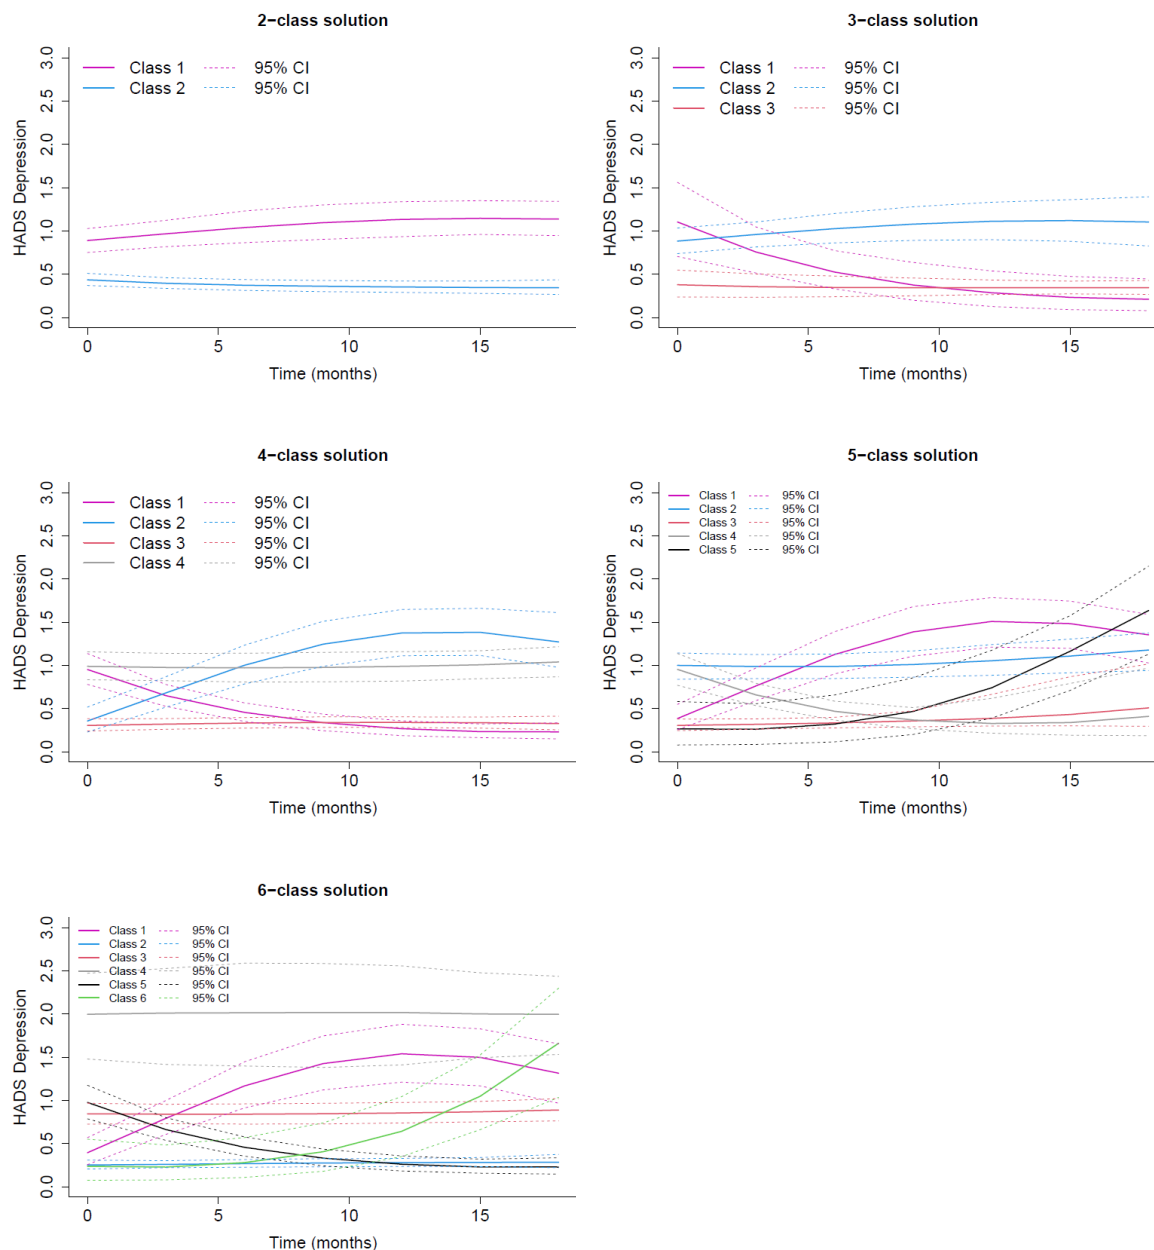 2−class solution
HADS Depression
3.0
2.5
2.0
1.5
1.0
0.5
0.0
Class 1 95% CI
Class 2 95% CI
0 5 10 15
Time (months)
3−class solution
HADS Depression
3.0
2.5
2.0
1.5
1.0
0.5
0.0
Class 1 95% CI
Class 2 95% CI
Class 3 95% CI
0 5 10 15
Time (months)
4−class solution
HADS Depression
3.0
2.5
2.0
1.5
1.0
0.5
0.0
Class 1 95% CI
Class 2 95% CI
Class 3 95% CI
Class 4 95% CI
0 5 10 15
Time (months)
5−class solution
HADS Depression
3.0
2.5
2.0
1.5
1.0
0.5
0.0
Class 1 95% CI
Class 2 95% CI
Class 3 95% CI
Class 4 95% CI
Class 5 95% CI
0 5 10 15
Time (months)
6−class solution
HADS Depression
3.0
2.5
2.0
1.5
1.0
0.5
0.0
Class 1 95% CI
Class 2 95% CI
Class 3 95% CI
Class 4 95% CI
Class 5 95% CI
Class 6 95% CI
0 5 10 15
Time (months)